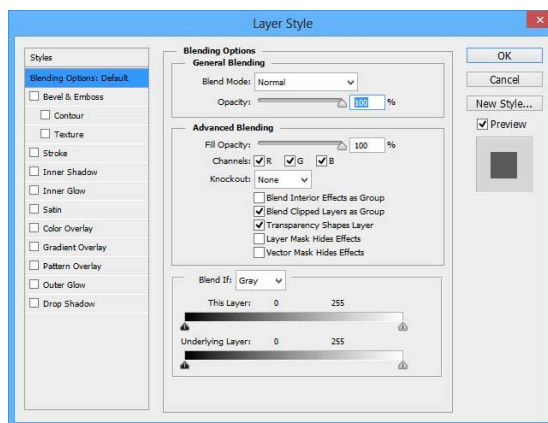 Layer Style
Styles
Blending Options: Default
Bevel & Emboss
Contour
Texture
Stroke
Inner Shadow
Inner Glow
Satin
Color Overlay
Gradient Overlay
Pattern Overlay
Outer Glow
Drop Shadow
Blending Options
General Blending
Blend Mode: Normal
Opacity: 100 %
Advanced Blending
Fill Opacity: 100 %
Channels: R G B
Knockout: None
Blend Interior Effects as Group
Blend Clipped Layers as Group
Transparency Shapes Layer
Layer Mask Hides Effects
Vector Mask Hides Effects
Blend If: Gray
This Layer: 0 255
Underlying Layer: 0 255
OK
Cancel
New Style...
Preview